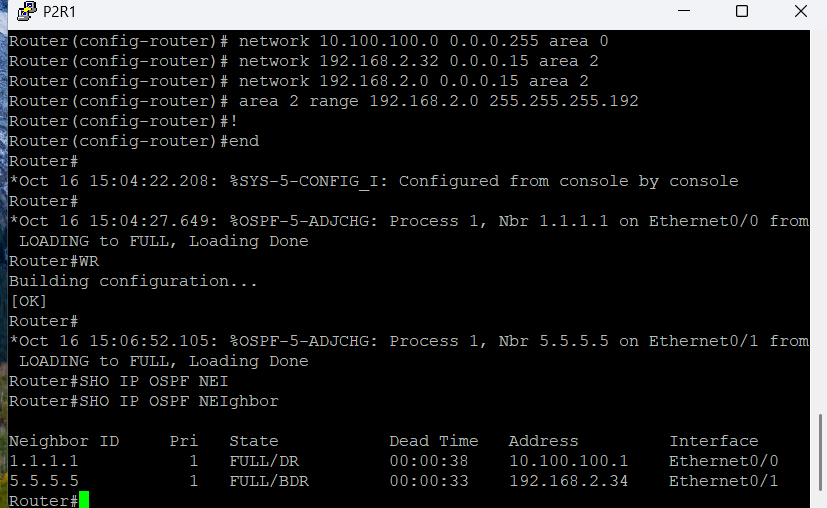 P2R1
Router(config-router)# network 10.100.100.0 0.0.0.255 area 0
Router(config-router)# network 192.168.2.32 0.0.0.15 area 2
Router(config-router)# network 192.168.2.0 0.0.0.15 area 2
Router(config-router)# area 2 range 192.168.2.0 255.255.255.192
Router(config-router)#!
Router(config-router)#end
Router#
*Oct 16 15:04:22.208: %SYS-5-CONFIG_I: Configured from console by console
Router#
*Oct 16 15:04:27.649: %OSPF-5-ADJCHG: Process 1, Nbr 1.1.1.1 on Ethernet0/0 from
 LOADING to FULL, Loading Done
Router#WR
Building configuration...
[OK]
Router#
*Oct 16 15:06:52.105: %OSPF-5-ADJCHG: Process 1, Nbr 5.5.5.5 on Ethernet0/1 from
 LOADING to FULL, Loading Done
Router#SHO IP OSPF NEI
Router#SHO IP OSPF NEIghbor
Neighbor ID     Pri   State           Dead Time   Address         Interface
1.1.1.1           1   FULL/DR         00:00:38    10.100.100.1    Ethernet0/0
5.5.5.5           1   FULL/BDR        00:00:33    192.168.2.34    Ethernet0/1
Router#